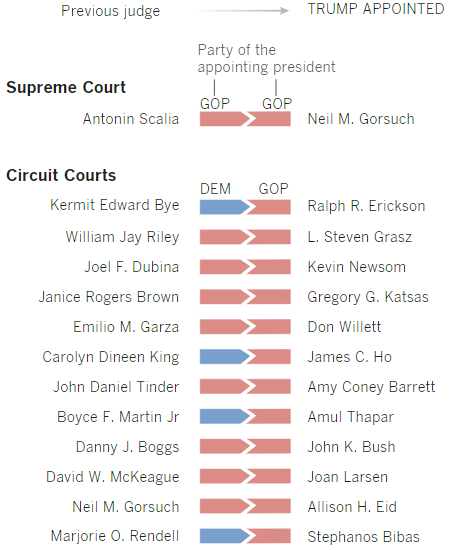 Previous judge TRUMP APPOINTED
Party of the
appointing president
Supreme Court
GOP GOP
Antonin Scalia Neil M. Gorsuch
Circuit Courts
DEM GOP
Kermit Edward Bye Ralph R. Erickson
William Jay Riley L. Steven Grasz
Joel F. Dubina Kevin Newsom
Janice Rogers Brown Gregory G. Katsas
Emilio M. Garza Don Willett
Carolyn Dineen King James C. Ho
John Daniel Tinder Amy Coney Barrett
Boyce F. Martin Jr Amul Thapar
Danny J. Boggs John K. Bush
David W. McKeague Joan Larsen
Neil M. Gorsuch Allison H. Eid
Marjorie O. Rendell Stephanos Bibas